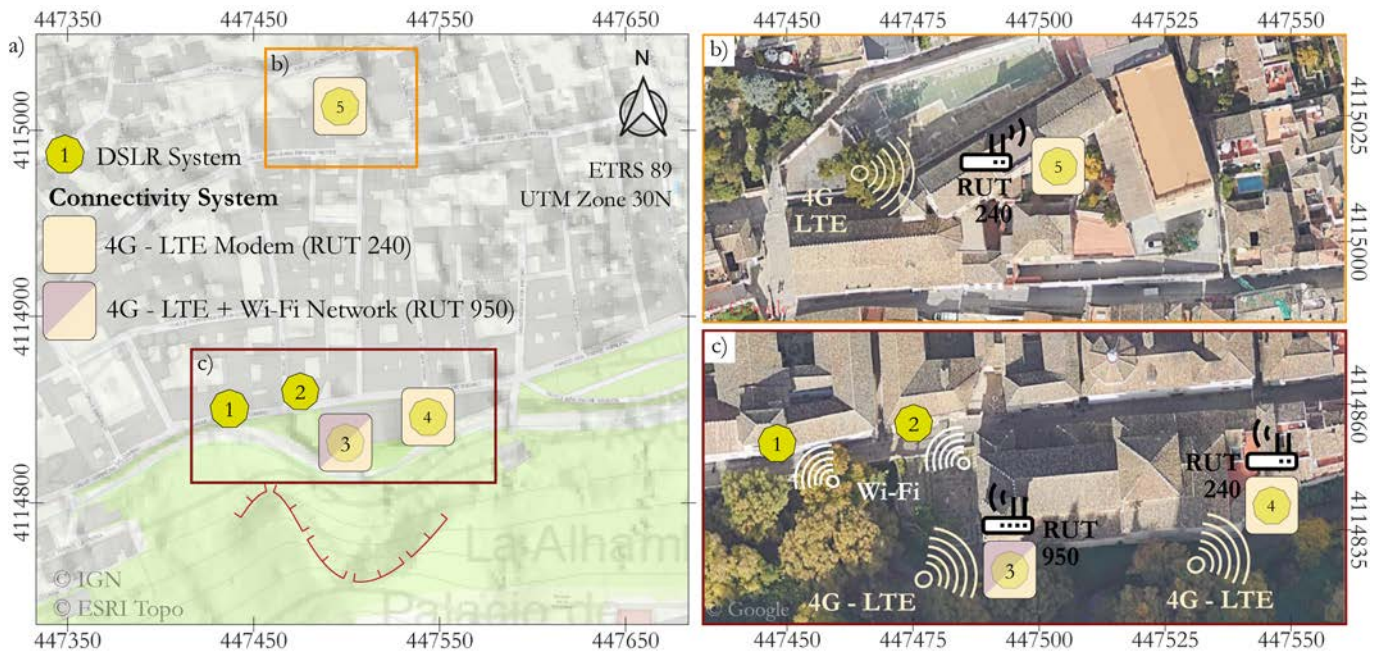 447350
447450
447550
447650
a)
b)
N
5
4115000
1
DSLR System
ETRS 89
UTM Zone 30N
Connectivity System
4G - LTE Modem (RUT 240)
4114900
4G - LTE + Wi-Fi Network (RUT 950)
c)
1
2
3
4
4114800
La Alham
Palacio de
© IGN
© ESRI Topo
447350
447450
447550
447650
447450
447475
447500
447525
447550
b)
4115025
5
RUT
240
4G
LTE
4115000
c)
4114860
1
2
Wi-Fi
RUT
240
4
RUT
950
4114835
3
4G - LTE
4G - LTE
© Google
447450
447475
447500
447525
447550